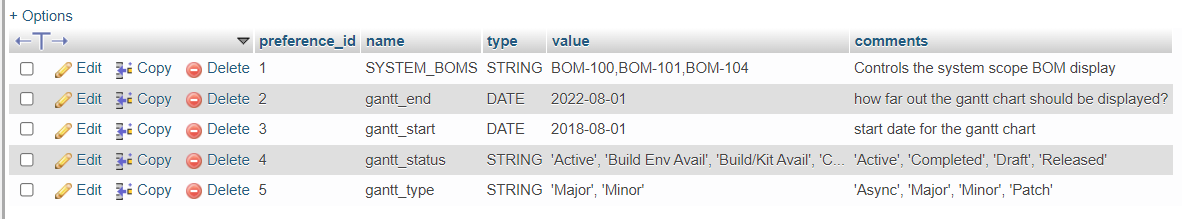 + Options
preference_id name type value comments
Edit Copy Delete 1 SYSTEM_BOMS STRING BOM-100,BOM-101,BOM-104 Controls the system scope BOM display
Edit Copy Delete 2 gantt_end DATE 2022-08-01 how far out the gantt chart should be displayed?
Edit Copy Delete 3 gantt_start DATE 2018-08-01 start date for the gantt chart
Edit Copy Delete 4 gantt_status STRING 'Active', 'Build Env Avail', 'Build/Kit Avail', 'C... 'Active', 'Completed', 'Draft', 'Released'
Edit Copy Delete 5 gantt_type STRING 'Major', 'Minor' 'Async', 'Major', 'Minor', 'Patch'